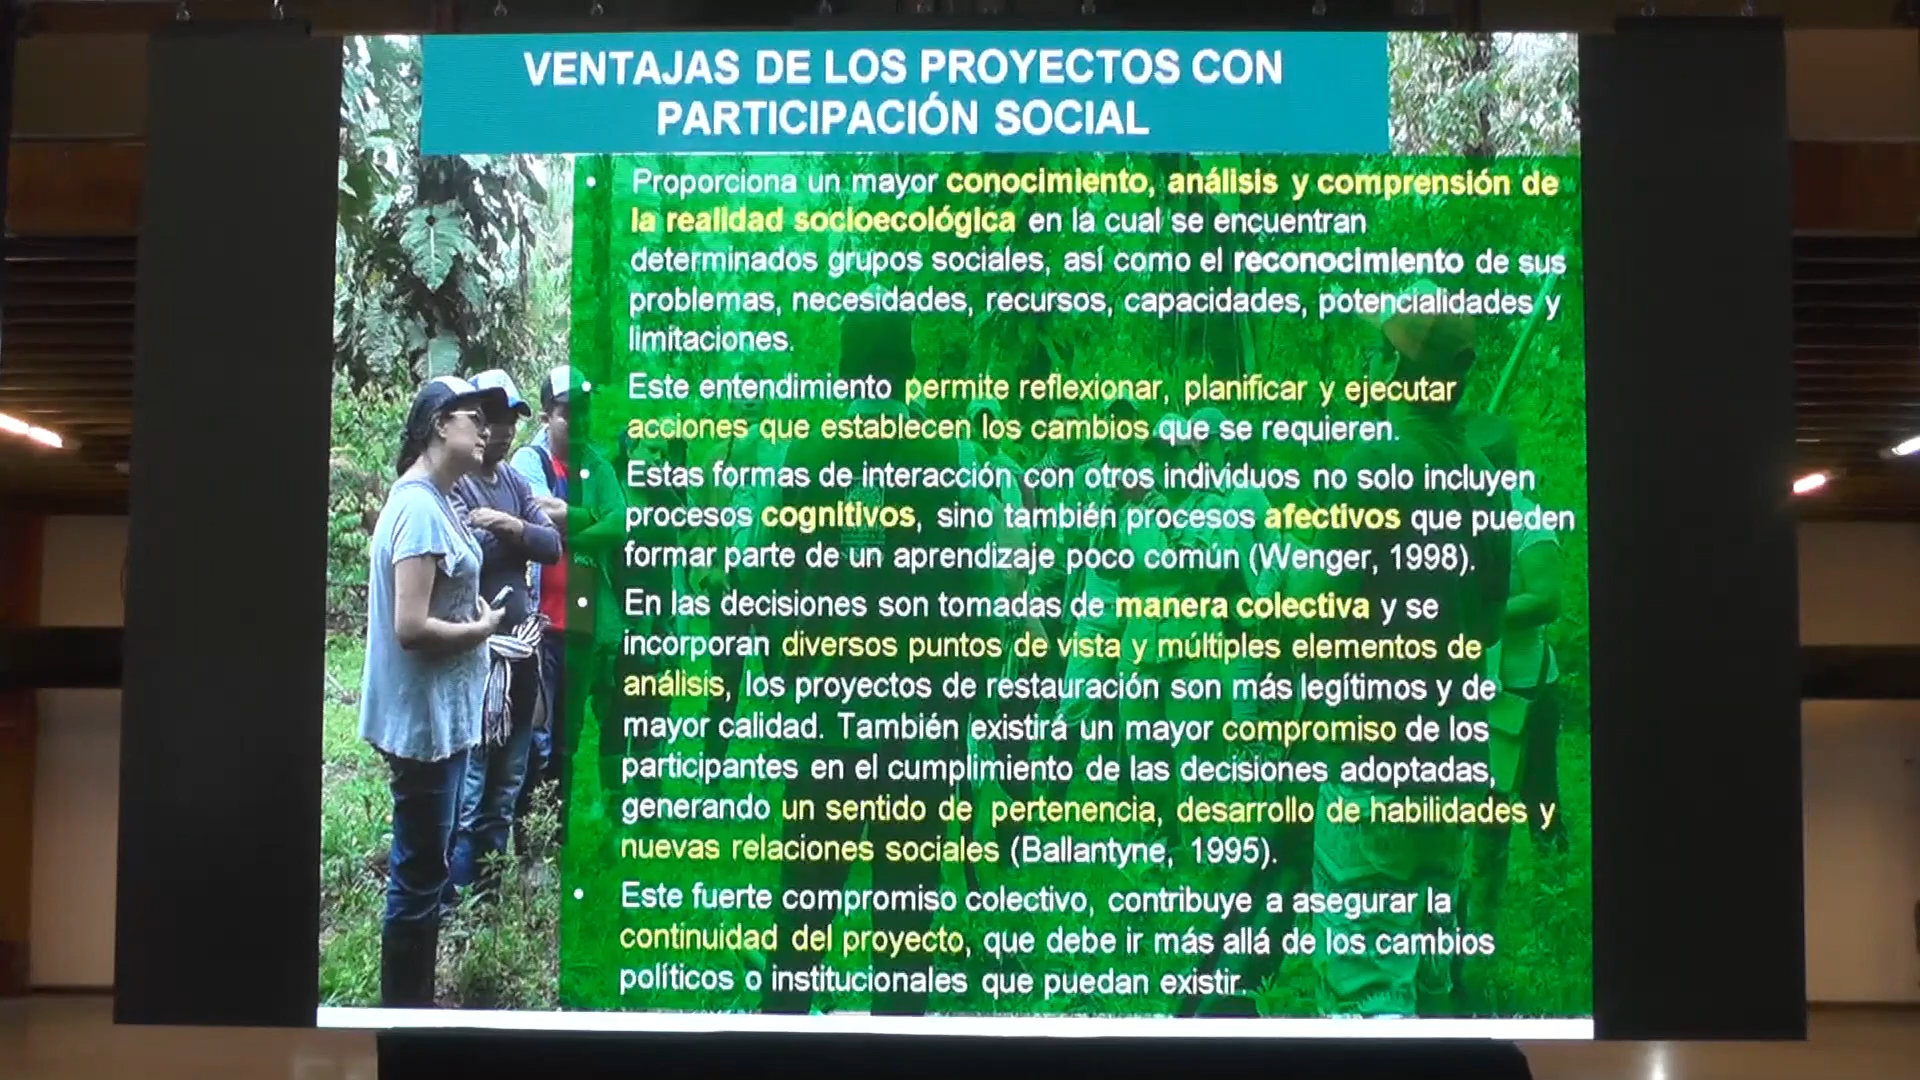 VENTAJAS DE LOS PROYECTOS CON
PARTICIPACIÓN SOCIAL
• Proporciona un mayor conocimiento, análisis y comprensión de
la realidad socioecológica en la cual se encuentran
determinados grupos sociales, así como el reconocimiento de sus
problemas, necesidades, recursos, capacidades, potencialidades y
limitaciones.
• Este entendimiento permite reflexionar, planificar y ejecutar
acciones que establecen los cambios que se requieren.
• Estas formas de interacción con otros individuos no solo incluyen
procesos cognitivos, sino también procesos afectivos que pueden
formar parte de un aprendizaje poco común (Wenger, 1998).
• En las decisiones son tomadas de manera colectiva y se
incorporan diversos puntos de vista y múltiples elementos de
análisis, los proyectos de restauración son más legítimos y de
mayor calidad. También existirá un mayor compromiso de los
participantes en el cumplimiento de las decisiones adoptadas,
generando un sentido de pertenencia, desarrollo de habilidades y
nuevas relaciones sociales (Ballantyne, 1995).
• Este fuerte compromiso colectivo, contribuye a asegurar la
continuidad del proyecto, que debe ir más allá de los cambios
políticos o institucionales que puedan existir.